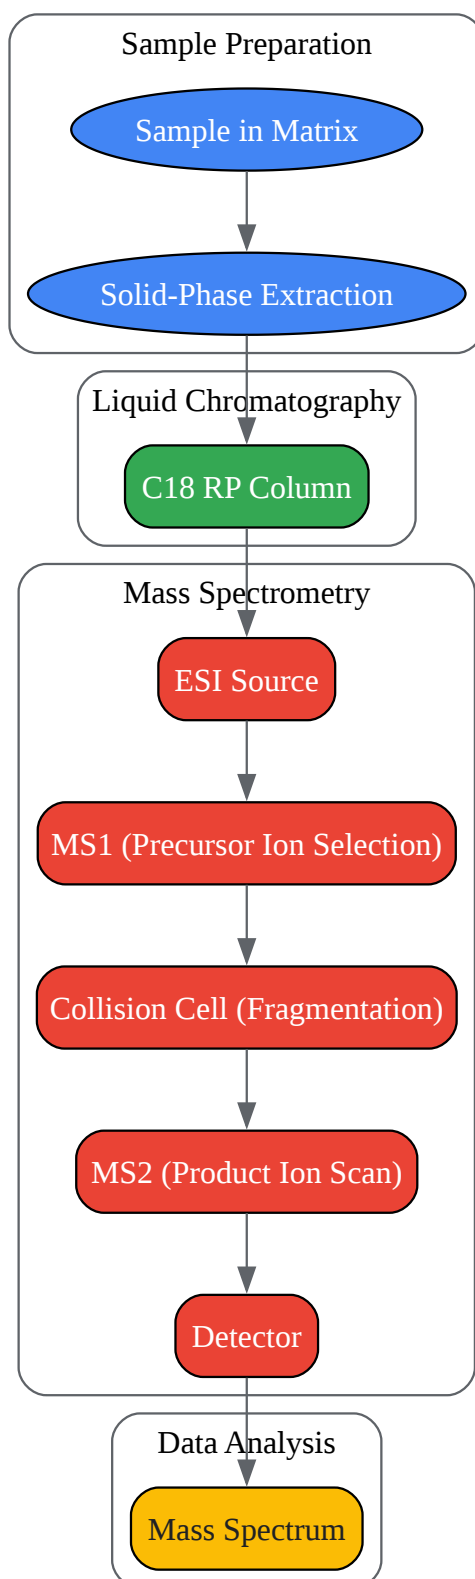 Sample Preparation
Sample in Matrix
Solid-Phase Extraction
Liquid Chromatography
C18 RP Column
Mass Spectrometry
ESI Source
MS1 (Precursor Ion Selection)
Collision Cell (Fragmentation)
MS2 (Product Ion Scan)
Detector
Data Analysis
Mass Spectrum